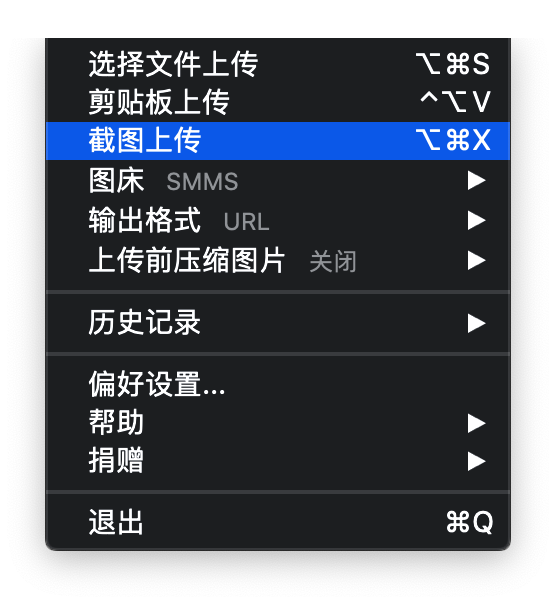 选择文件上传 ⌥⌘S
剪贴板上传 ^⌥V
截图上传 ⌥⌘X
图床 SMMS ▶
输出格式 URL ▶
上传前压缩图片 关闭 ▶
历史记录 ▶
偏好设置...
帮助 ▶
捐赠 ▶
退出 ⌘Q